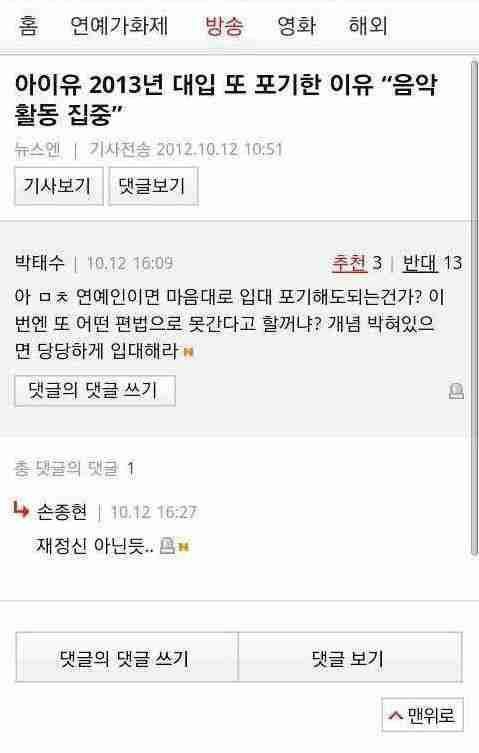 홈 연예가화제 방송 영화 해외
아이유 2013년 대입 또 포기한 이유 “음악
활동 집중”
뉴스엔 | 기사전송 2012.10.12 10:51
기사보기 댓글보기
박태수 | 10.12 16:09 추천 3 | 반대 13
아 ㅁㅊ 연예인이면 마음대로 입대 포기해도되는건가? 이
번엔 또 어떤 편법으로 못간다고 할꺼냐? 개념 박혀있으
면 당당하게 입대해라 N
댓글의 댓글 쓰기
총 댓글의 댓글 1
손종현 | 10.12 16:27
재정신 아닌듯.. N
댓글의 댓글 쓰기 댓글 보기
맨위로